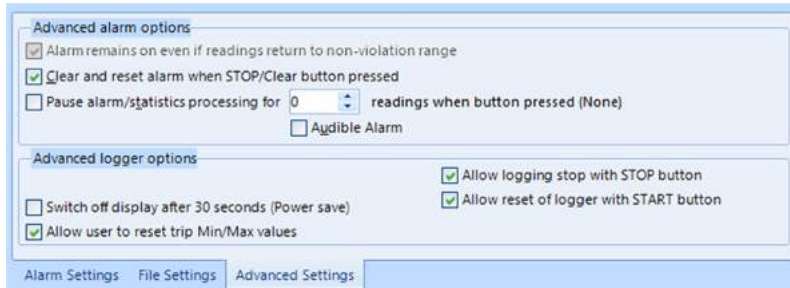 Advanced alarm options
Alarm remains on even if readings return to non-violation range
Clear and reset alarm when STOP/Clear button pressed
Pause alarm/statistics processing for 0 readings when button pressed (None)
Audible Alarm
Advanced logger options
Allow logging stop with STOP button
Switch off display after 30 seconds (Power save)
Allow reset of logger with START button
Allow user to reset trip Min/Max values
Alarm Settings File Settings Advanced Settings